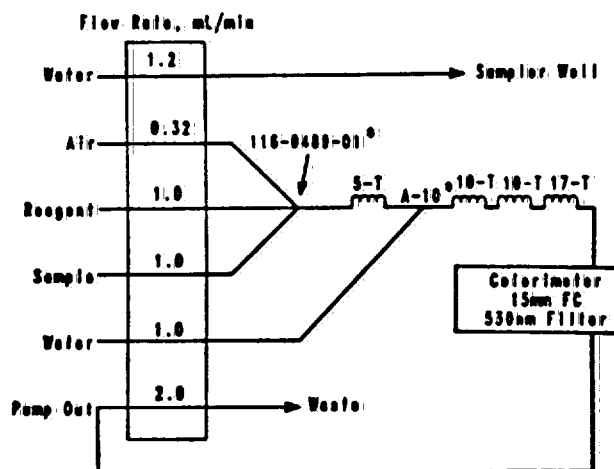 Flow Rate, mL/min
Water 1.2 Sampler Well
Air 0.32
116-0489-01*
5-T A-10* 10-T 10-T 17-T
Reagent 1.0
Sample 1.0
Colorimeter
15mm FC
530nm Filter
Water 1.0
Pump Out 2.0 Waste